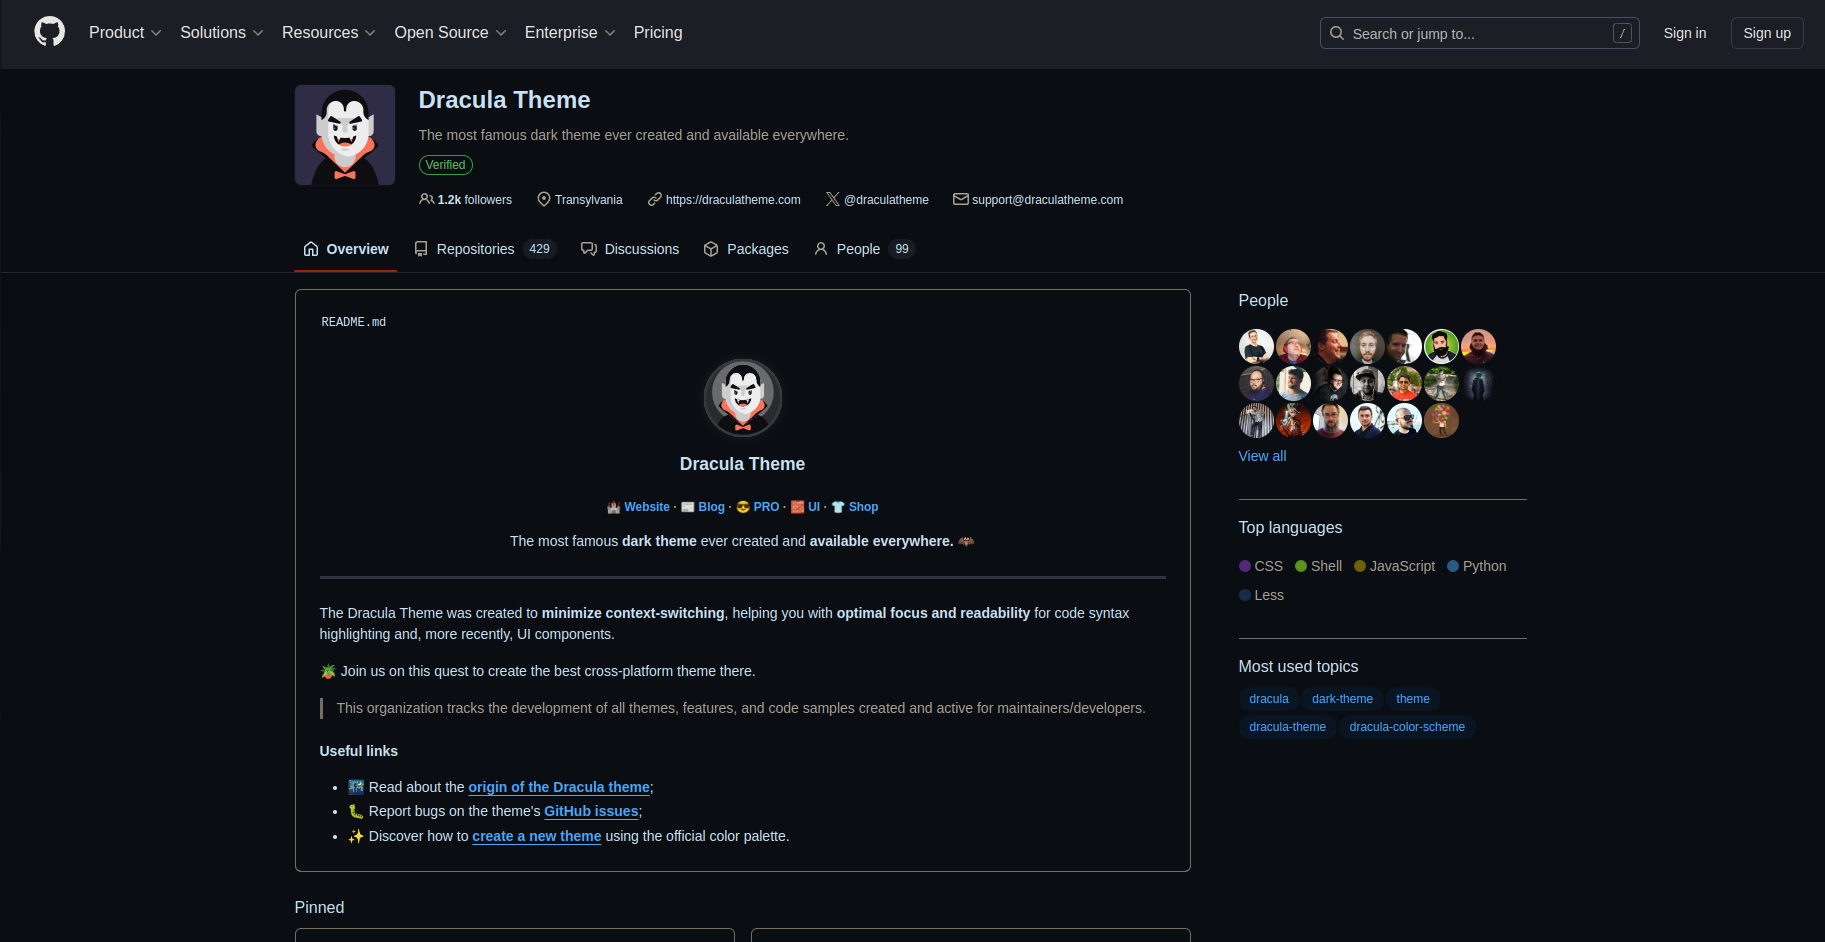 Product Solutions Resources Open Source Enterprise Pricing Search or jump to... / Sign in Sign up
Dracula Theme
The most famous dark theme ever created and available everywhere.
Verified
1.2k followers Transylvania https://draculatheme.com @draculatheme support@draculatheme.com
Overview Repositories 429 Discussions Packages People 99
README.md
Dracula Theme
🏰 Website · 📰 Blog · 😎 PRO · 🧱 UI · 👕 Shop
The most famous dark theme ever created and available everywhere. 🦇
The Dracula Theme was created to minimize context-switching, helping you with optimal focus and readability for code syntax
highlighting and, more recently, UI components.
🪴 Join us on this quest to create the best cross-platform theme there.
This organization tracks the development of all themes, features, and code samples created and active for maintainers/developers.
Useful links
• 🌃 Read about the origin of the Dracula theme;
• 🐛 Report bugs on the theme's GitHub issues;
• ✨ Discover how to create a new theme using the official color palette.
Pinned
People
View all
Top languages
CSS Shell JavaScript Python
Less
Most used topics
dracula dark-theme theme
dracula-theme dracula-color-scheme